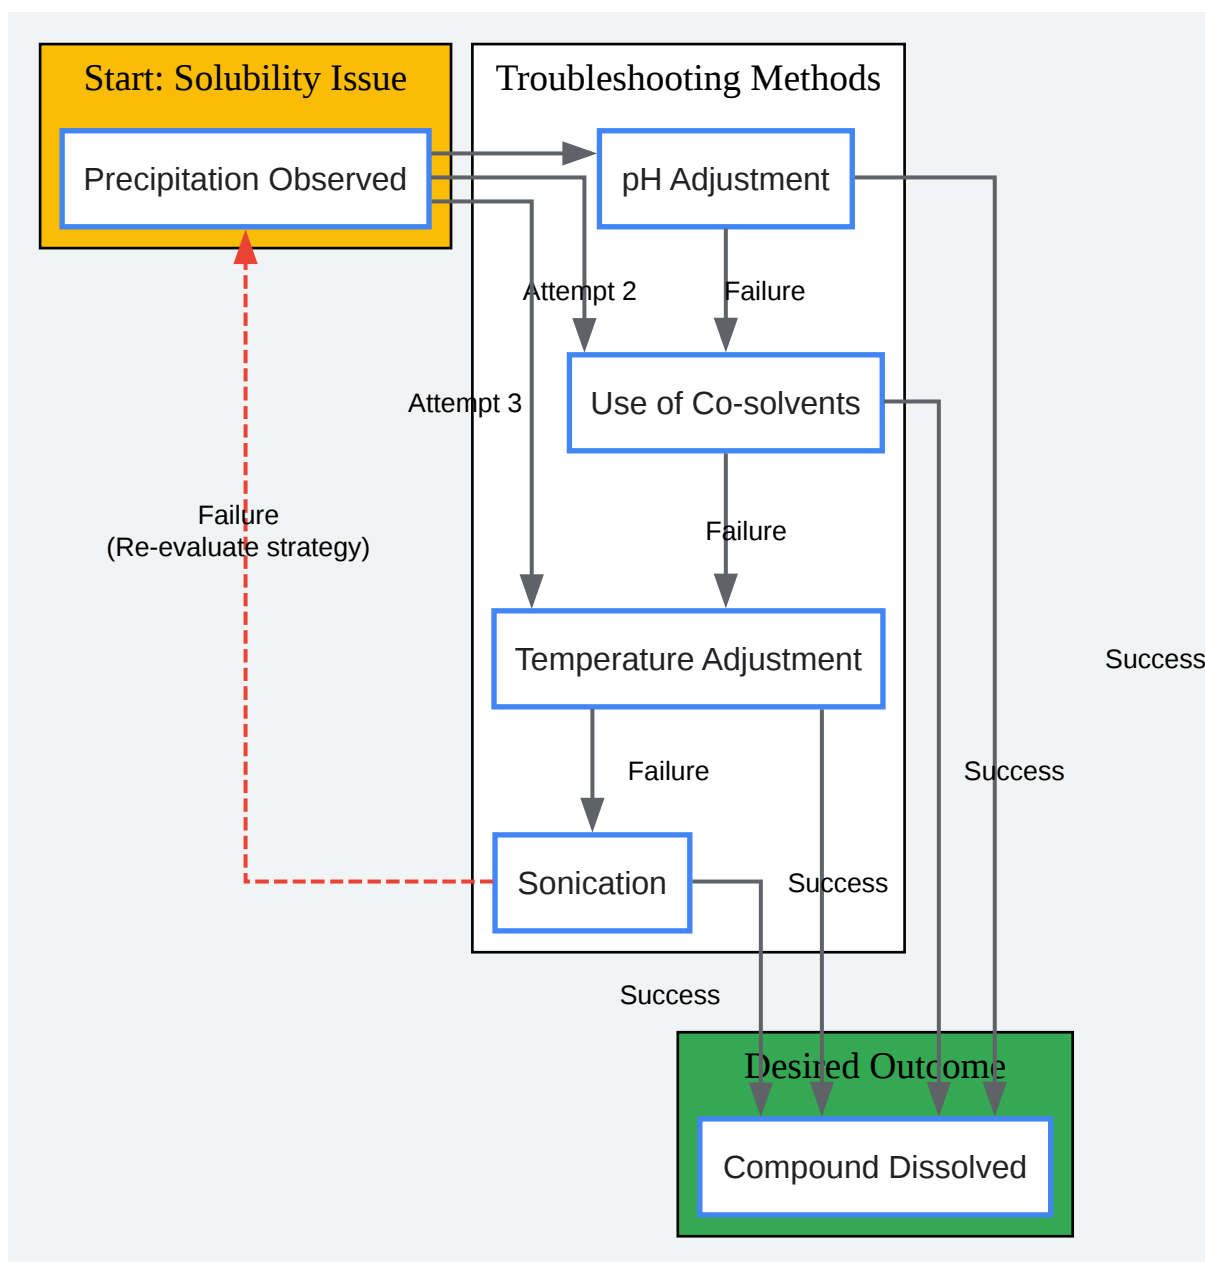 Start: Solubility Issue
Troubleshooting Methods
Precipitation Observed
pH Adjustment
Attempt 2
Failure
Use of Co-solvents
Attempt 3
Failure
(Re-evaluate strategy)
Failure
Temperature Adjustment
Success
Failure
Success
Sonication
Success
Success
Desired Outcome
Compound Dissolved